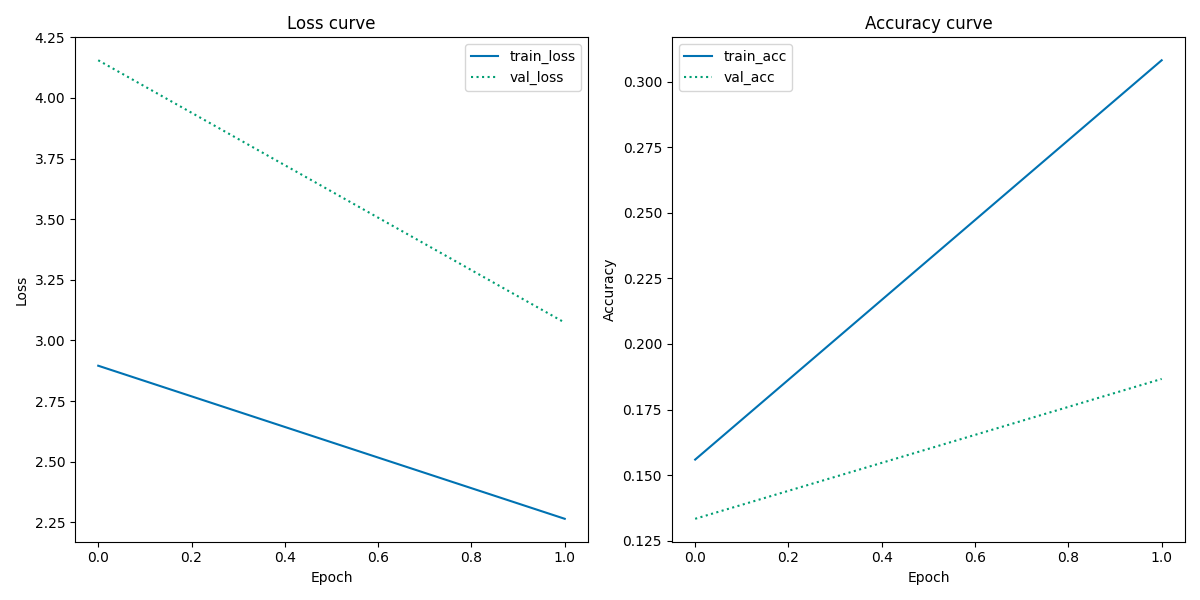 Loss curve
4.25
4.00
3.75
3.50
3.25
3.00
2.75
2.50
2.25
Loss
train_loss
val_loss
0.0 0.2 0.4 0.6 0.8 1.0
Epoch
Accuracy curve
0.300
0.275
0.250
0.225
0.200
0.175
0.150
0.125
Accuracy
train_acc
val_acc
0.0 0.2 0.4 0.6 0.8 1.0
Epoch